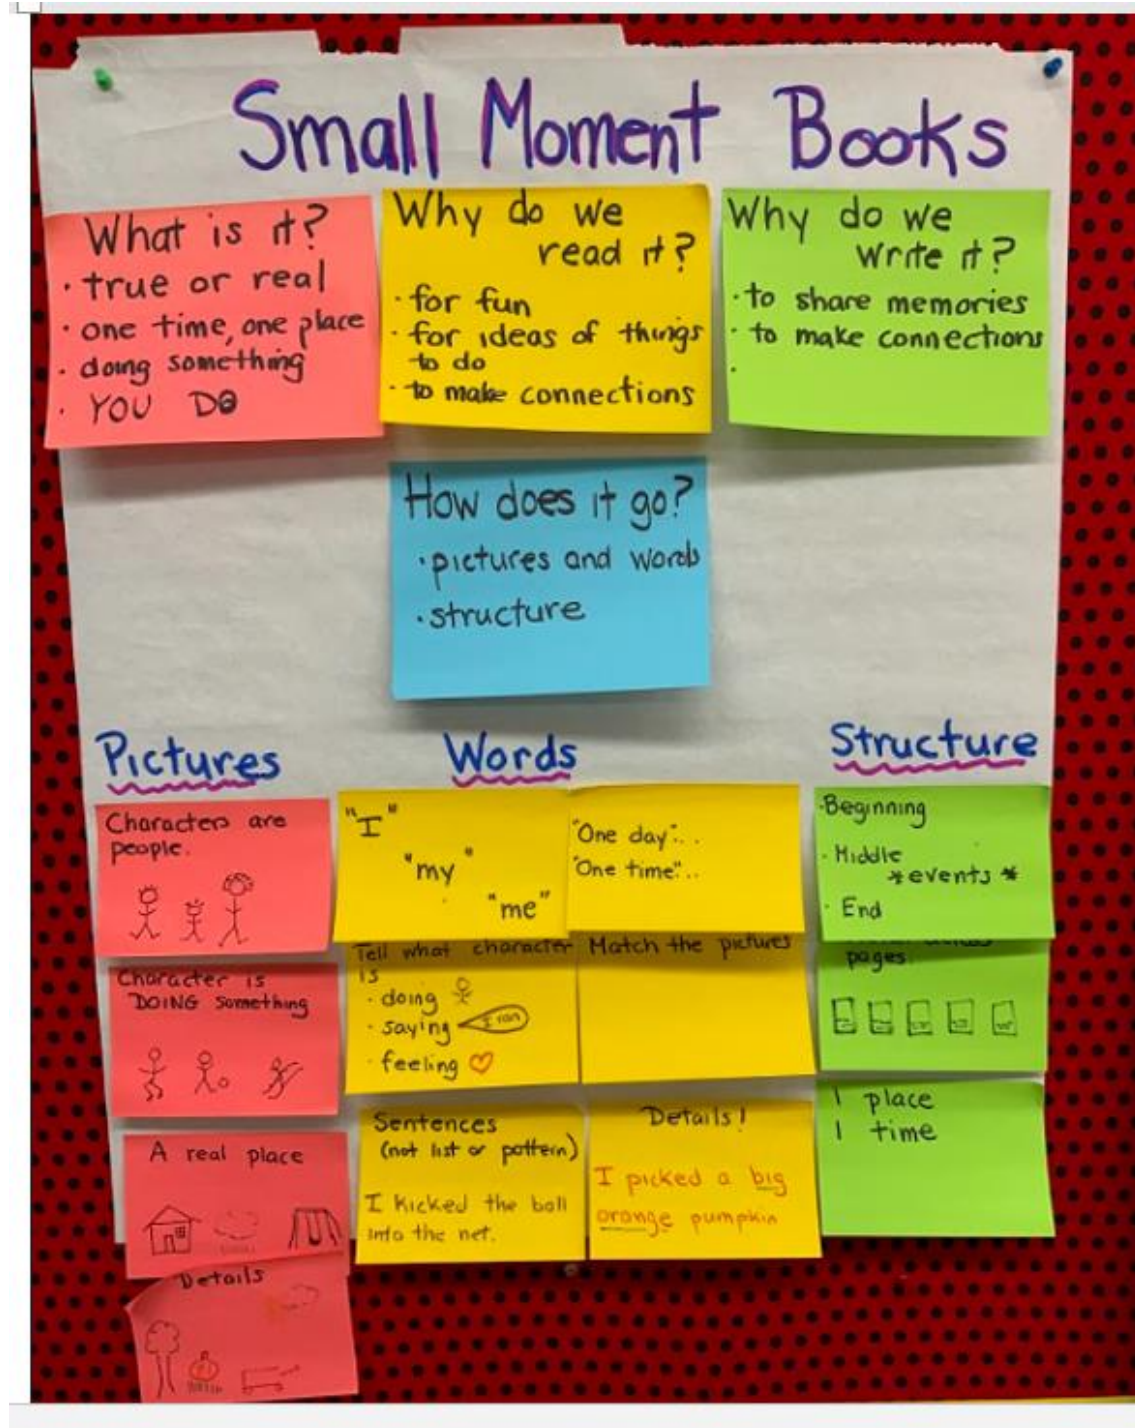 Small Moment Books
What is it?
· true or real
· one time, one place
· doing something
· YOU DO
Why do we
read it?
· for fun
· for ideas of things
to do
· to make connections
Why do we
write it?
· to share memories
· to make connections
·
How does it go?
· pictures and words
· structure
Pictures
Characters are
people.
Character is
DOING something
A real place
Details
Words
"I"
"my"
"me"
"One day"...
"One time"...
Tell what character
is
· doing
· saying
I ran
· feeling
Match the pictures
Sentences
(not list or pattern)
I kicked the ball
into the net.
Details!
I picked a big
orange pumpkin
Structure
· Beginning
· Middle
*events*
· End
pages.
1 place
1 time